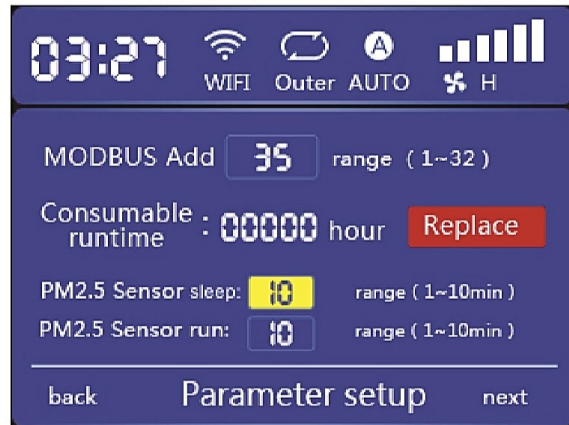 03:27
WIFI Outer A AUTO H
MODBUS Add 35 range ( 1~32 )
Consumable runtime : 00000 hour Replace
PM2.5 Sensor sleep: 10 range ( 1~10min )
PM2.5 Sensor run: 10 range ( 1~10min )
back Parameter setup next